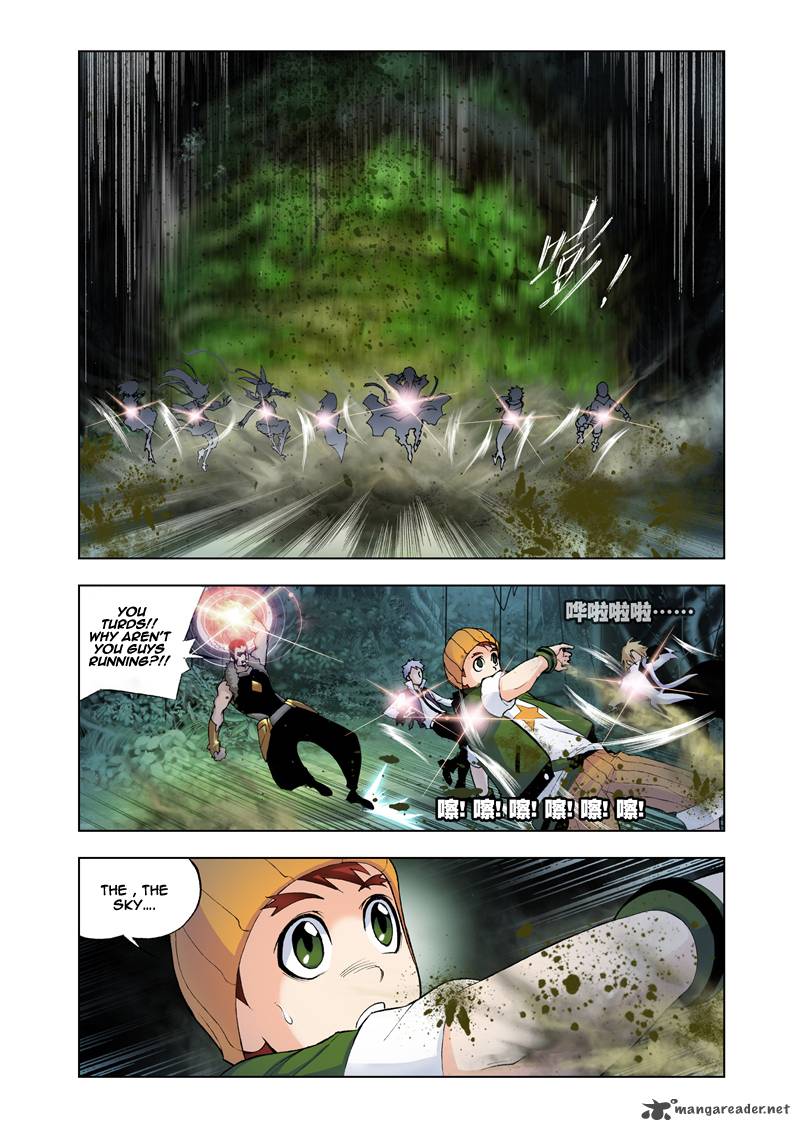 嘭!
YOU
TURDS!!
WHY AREN'T
YOU GUYS
RUNNING?!!
哗啦啦啦……
嚓! 嚓! 嚓! 嚓! 嚓! 嚓!
THE , THE
SKY....
mangareader.net